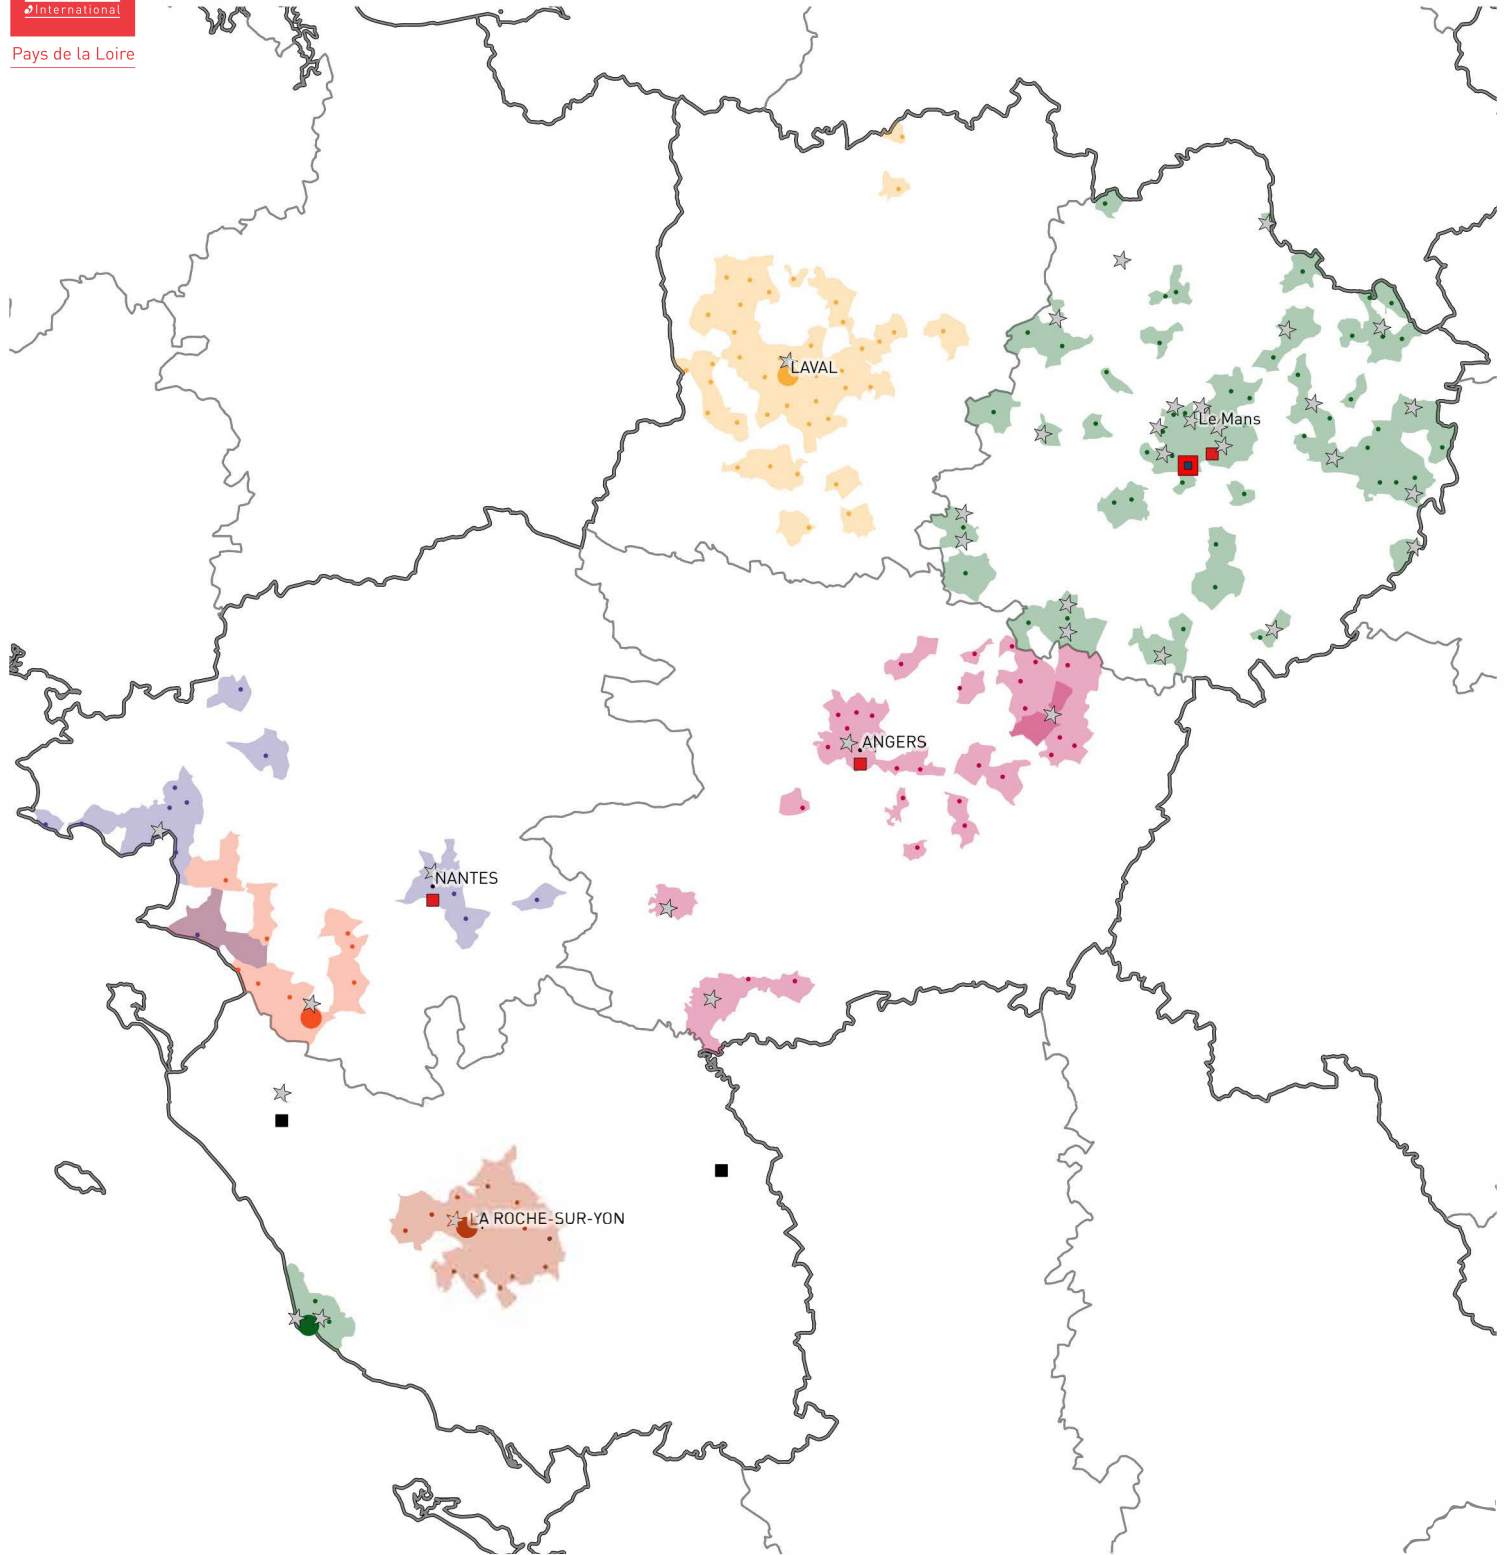 International
Pays de la Loire
LAVAL
Le Mans
ANGERS
NANTES
LA ROCHE-SUR-YON